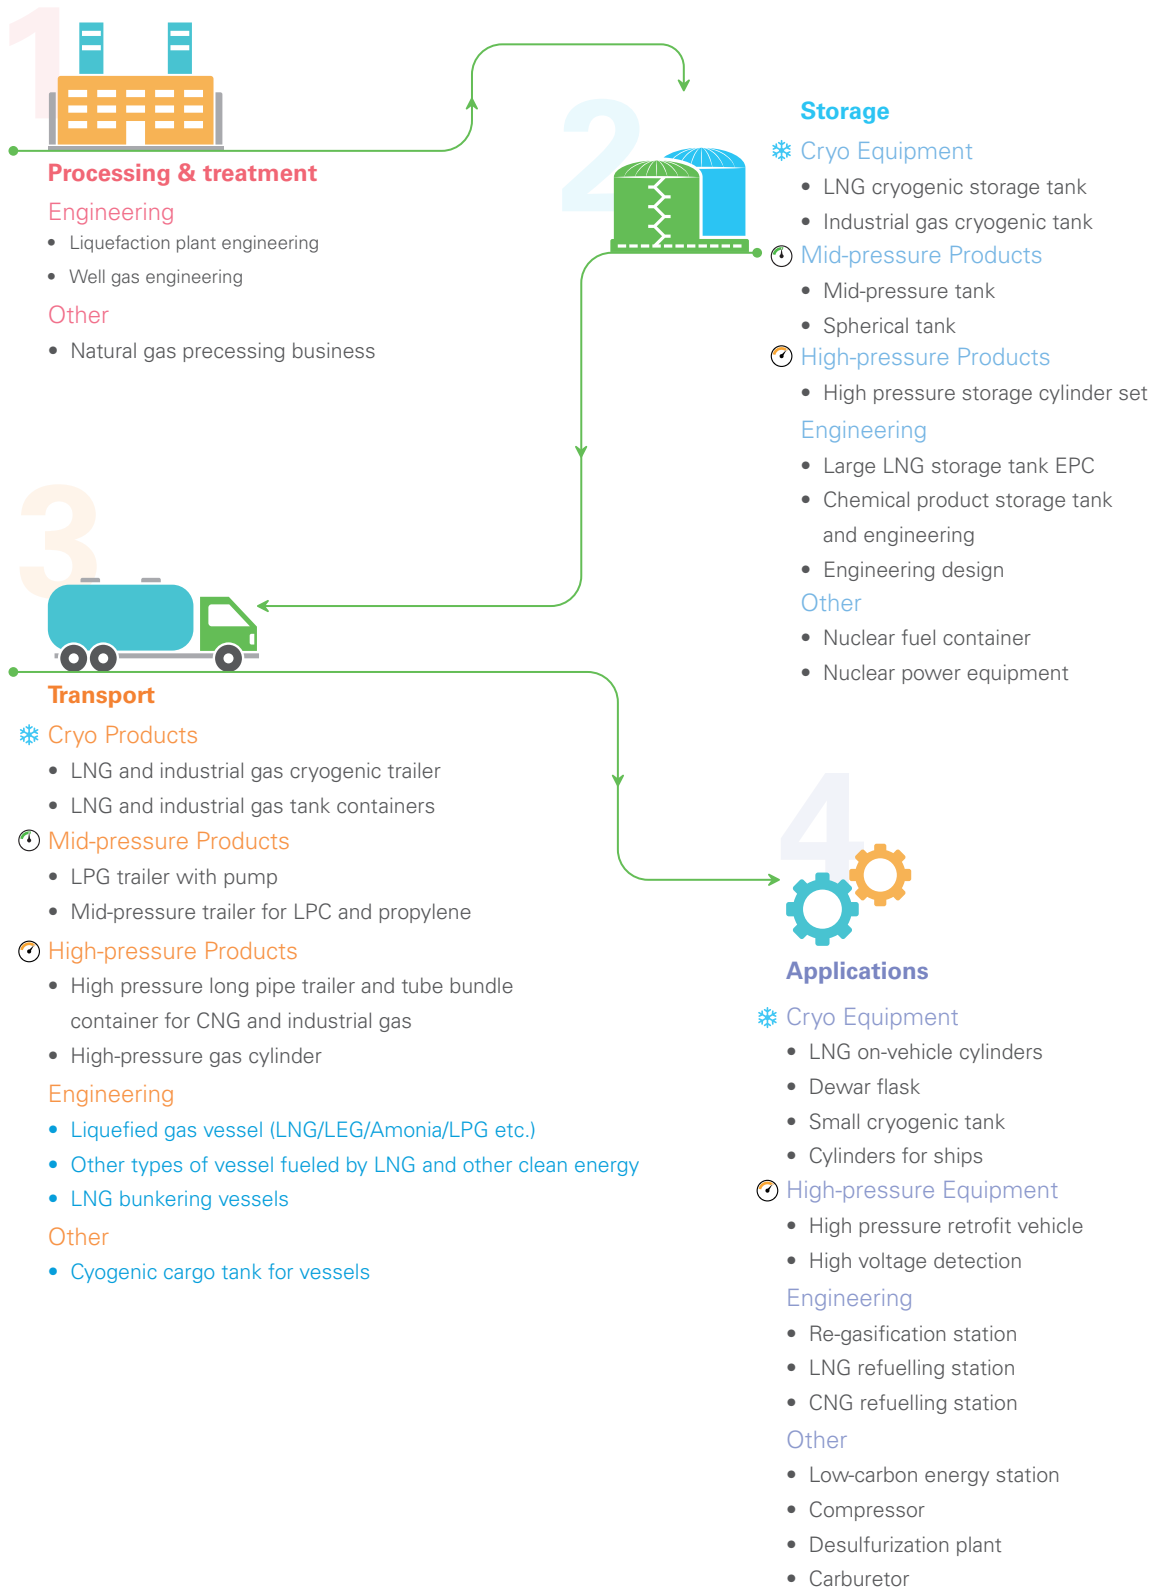 1
Processing & treatment
Engineering
• Liquefaction plant engineering
• Well gas engineering
Other
• Natural gas precessing business
2
Storage
Cryo Equipment
• LNG cryogenic storage tank
• Industrial gas cryogenic tank
Mid-pressure Products
• Mid-pressure tank
• Spherical tank
High-pressure Products
• High pressure storage cylinder set
Engineering
• Large LNG storage tank EPC
• Chemical product storage tank
and engineering
• Engineering design
Other
• Nuclear fuel container
• Nuclear power equipment
3
Transport
Cryo Products
• LNG and industrial gas cryogenic trailer
• LNG and industrial gas tank containers
Mid-pressure Products
• LPG trailer with pump
• Mid-pressure trailer for LPC and propylene
High-pressure Products
• High pressure long pipe trailer and tube bundle
container for CNG and industrial gas
• High-pressure gas cylinder
Engineering
• Liquefied gas vessel (LNG/LEG/Amonia/LPG etc.)
• Other types of vessel fueled by LNG and other clean energy
• LNG bunkering vessels
Other
• Cyogenic cargo tank for vessels
4
Applications
Cryo Equipment
• LNG on-vehicle cylinders
• Dewar flask
• Small cryogenic tank
• Cylinders for ships
High-pressure Equipment
• High pressure retrofit vehicle
• High voltage detection
Engineering
• Re-gasification station
• LNG refuelling station
• CNG refuelling station
Other
• Low-carbon energy station
• Compressor
• Desulfurization plant
• Carburetor